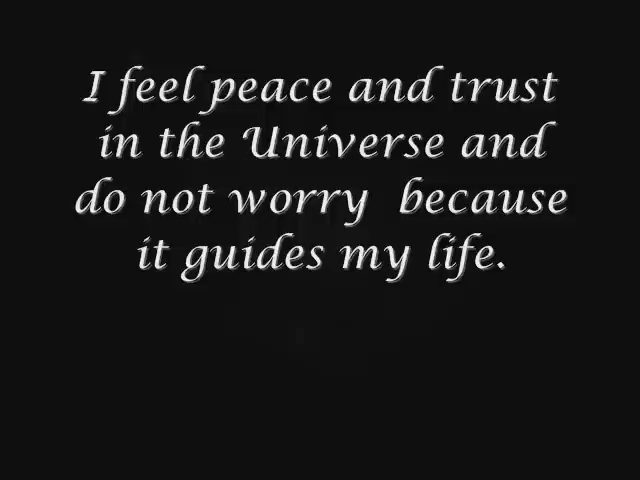 I feel peace and trust
in the Universe and
do not worry  because
it guides my life.